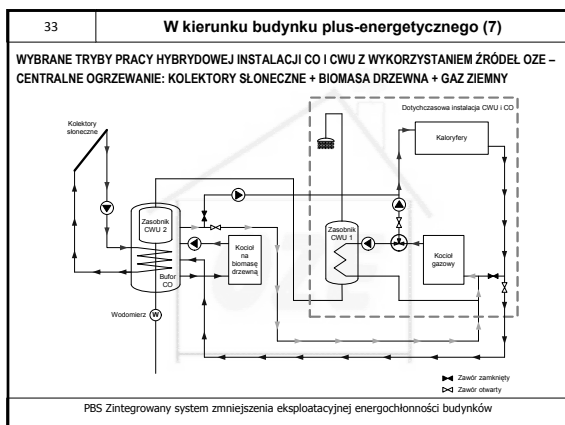 33
W kierunku budynku plus-energetycznego (7)
WYBRANE TRYBY PRACY HYBRYDOWEJ INSTALACJI CO I CWU Z WYKORZYSTANIEM ŹRÓDEŁ OZE –
CENTRALNE OGRZEWANIE: KOLEKTORY SŁONECZNE + BIOMASA DRZEWNA + GAZ ZIEMNY
Dotychczasowa instalacja CWU i CO
Kolektory
słoneczne
Kaloryfery
Zasobnik
CWU 2
Zasobnik
CWU 1
Kocioł
na
biomasę
drzewną
Kocioł
gazowy
Bufor
CO
oze
Wodomierz
W
Zawór zamknięty
Zawór otwarty
PBS Zintegrowany system zmniejszenia eksploatacyjnej energochłonności budynków